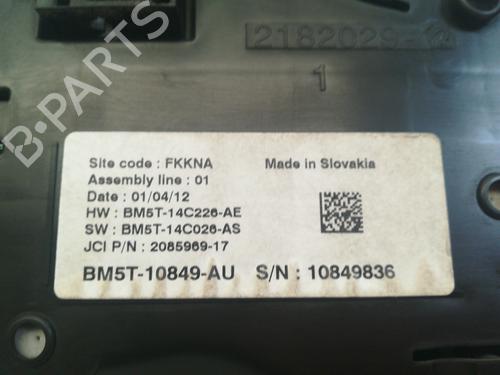 2182029-
1
B-PARTS
Site code : FKKNA Made in Slovakia
Assembly line : 01
Date : 01/04/12
HW : BM5T-14C226-AE
SW : BM5T-14C026-AS
JCI P/N : 2085969-17
BM5T-10849-AU S/N : 10849836